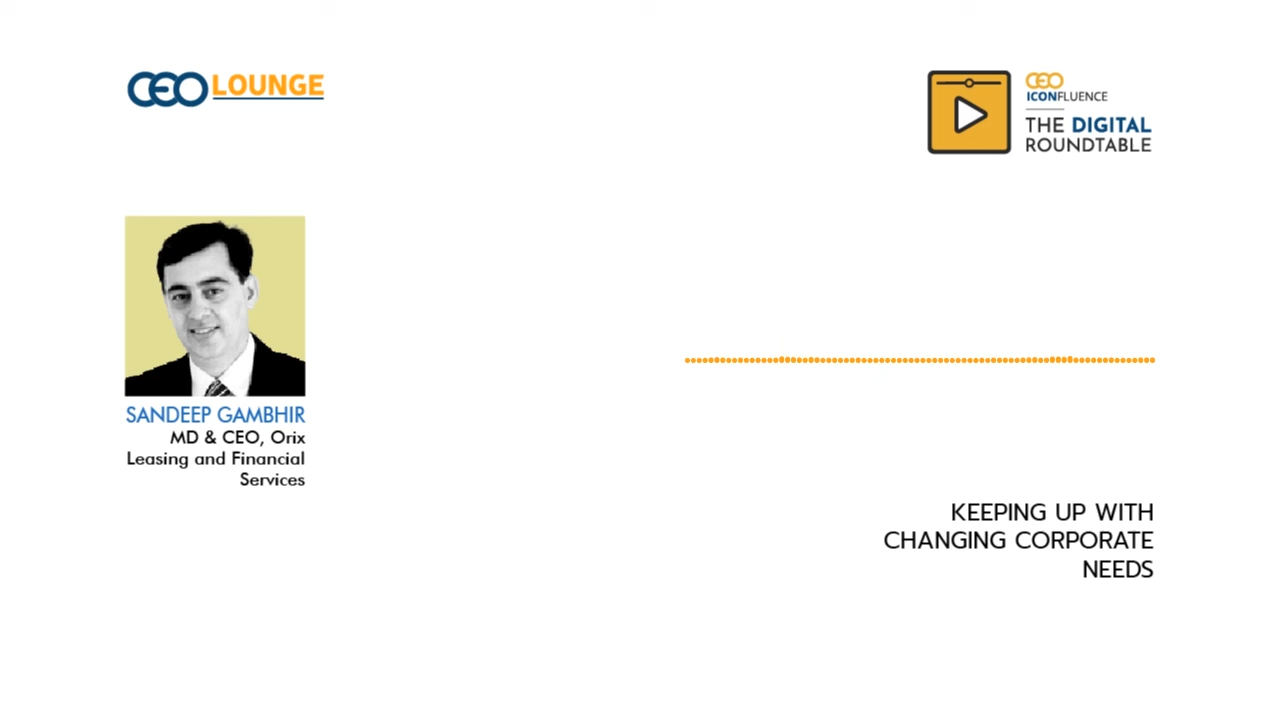 CEO LOUNGE
CEO
ICONFLUENCE
THE DIGITAL
ROUNDTABLE
SANDEEP GAMBHIR
MD & CEO, Orix
Leasing and Financial
Services
KEEPING UP WITH
CHANGING CORPORATE
NEEDS